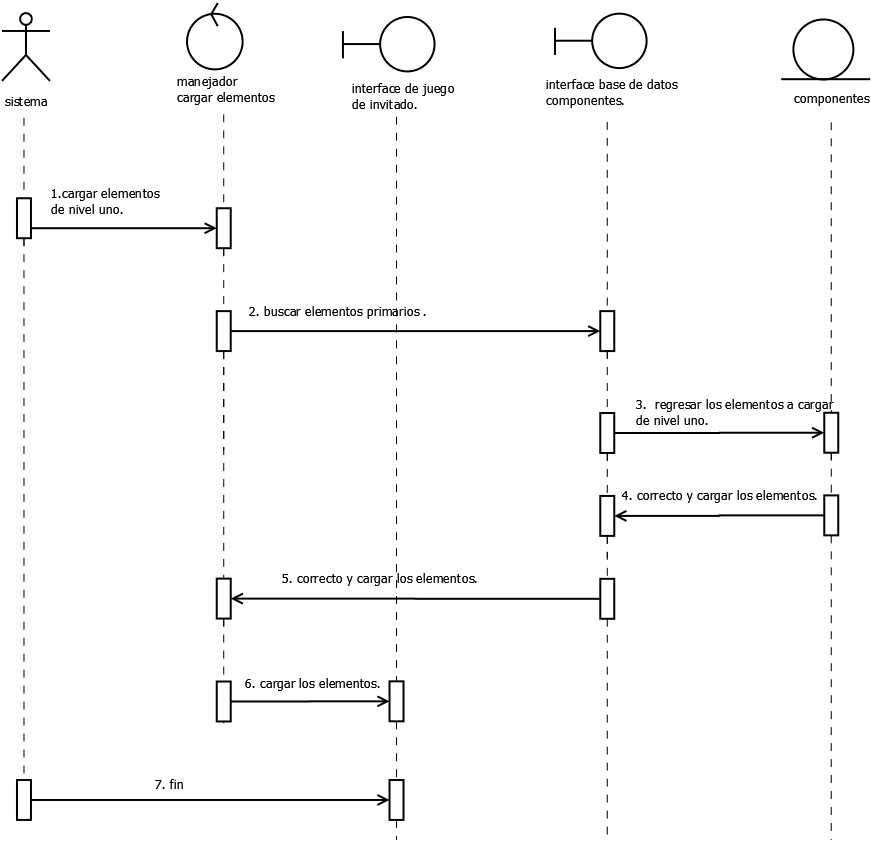 sistema
manejador
cargar elementos
interface de juego
de invitado.
interface base de datos
componentes.
componentes
1.cargar elementos
de nivel uno.
2. buscar elementos primarios .
3. regresar los elementos a cargar
de nivel uno.
4. correcto y cargar los elementos.
5. correcto y cargar los elementos.
6. cargar los elementos.
7. fin